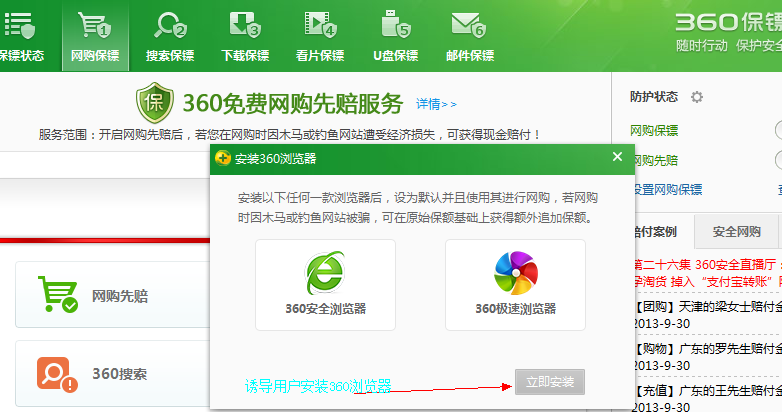 保镖状态
网购保镖
搜索保镖
下载保镖
看片保镖
U盘保镖
邮件保镖
1
2
3
4
5
6
360保镖
随时行动 保护安全
保
360免费网购先赔服务 详情>>
服务范围：开启网购先赔后，若您在网购时因木马或钓鱼网站遭受经济损失，可获得现金赔付！
防护状态
网购保镖
网购先赔
设置网购保镖
安装360浏览器
安装以下任何一款浏览器后，设为默认并且使用其进行网购，若网购
时因木马或钓鱼网站被骗，可在原始保额基础上获得额外追加保额。
360安全浏览器
360极速浏览器
诱导用户安装360浏览器
立即安装
网购先赔
360搜索
赔付案例
安全网购
第二十六集 360安全直播厅
孕淘货 掉入“支付宝转账”
【团购】天津的梁女士赔付金
2013-9-30
【购物】广东的罗先生赔付金
2013-9-30
【充值】广东的王先生赔付金
2013-9-30